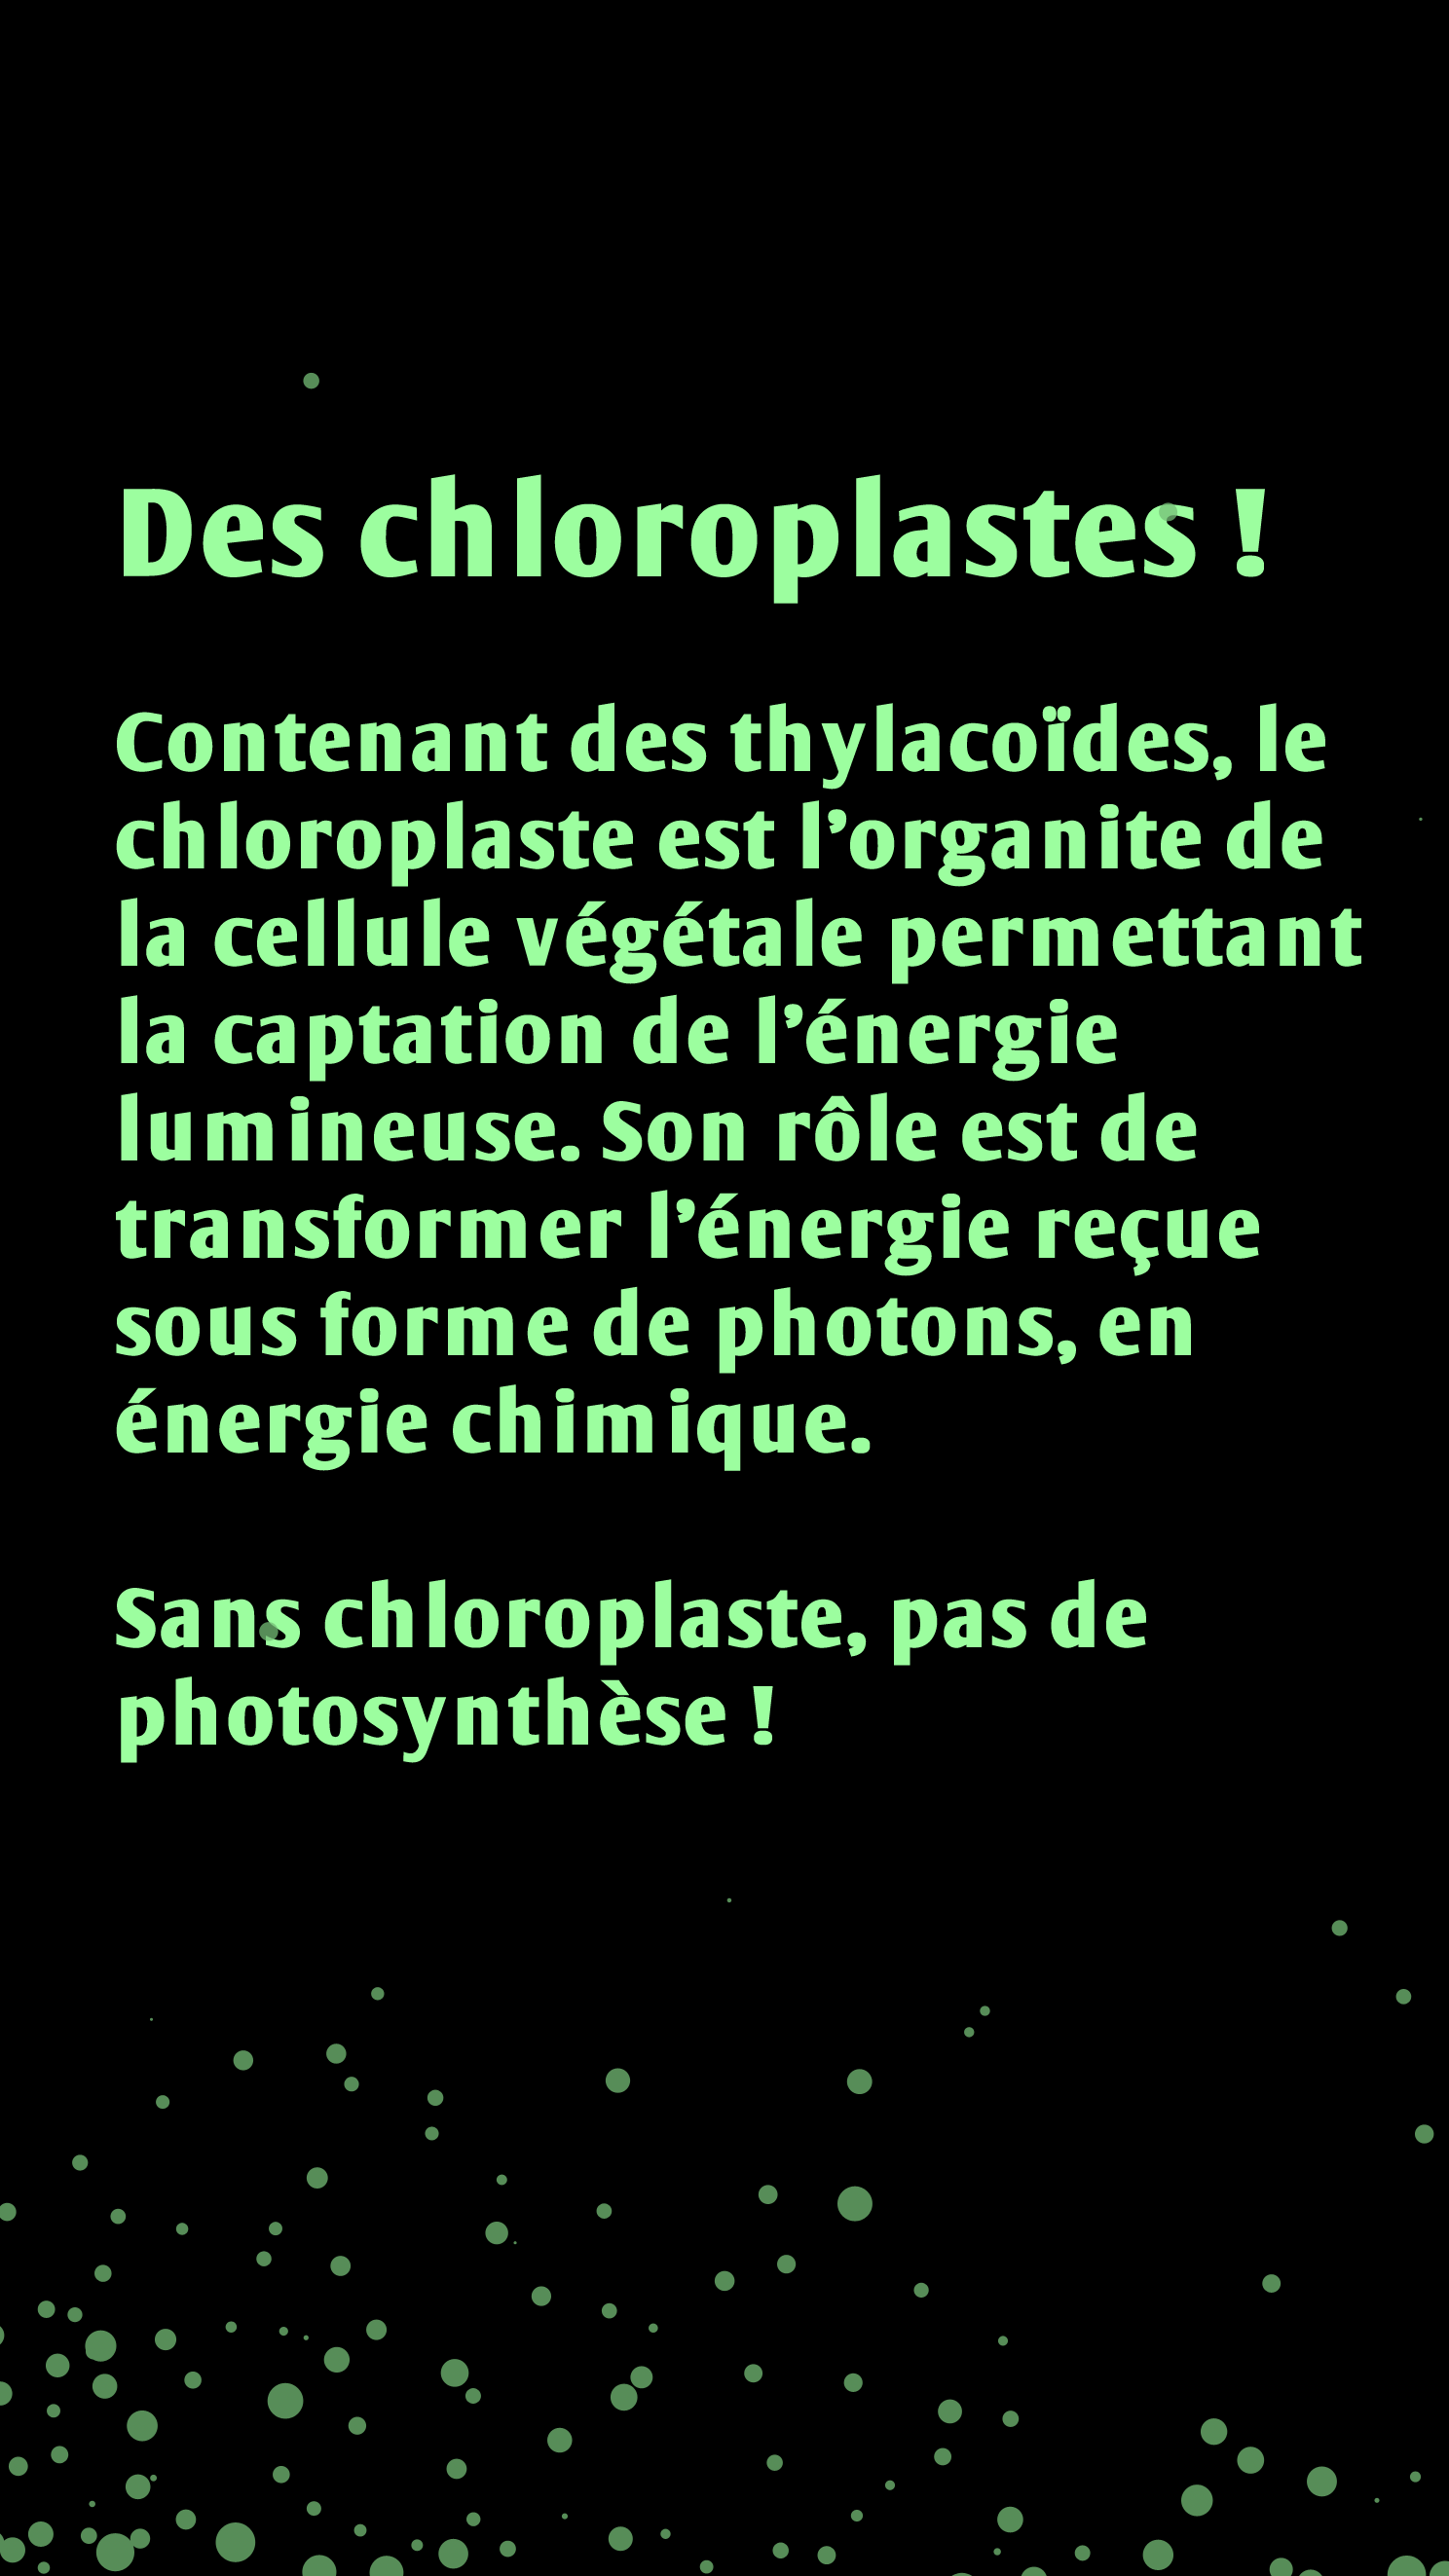 Des chloroplastes !
Contenant des thylacoïdes, le
chloroplaste est l’organite de
la cellule végétale permettant
la captation de l’énergie
lumineuse. Son rôle est de
transformer l’énergie reçue
sous forme de photons, en
énergie chimique.
Sans chloroplaste, pas de
photosynthèse !